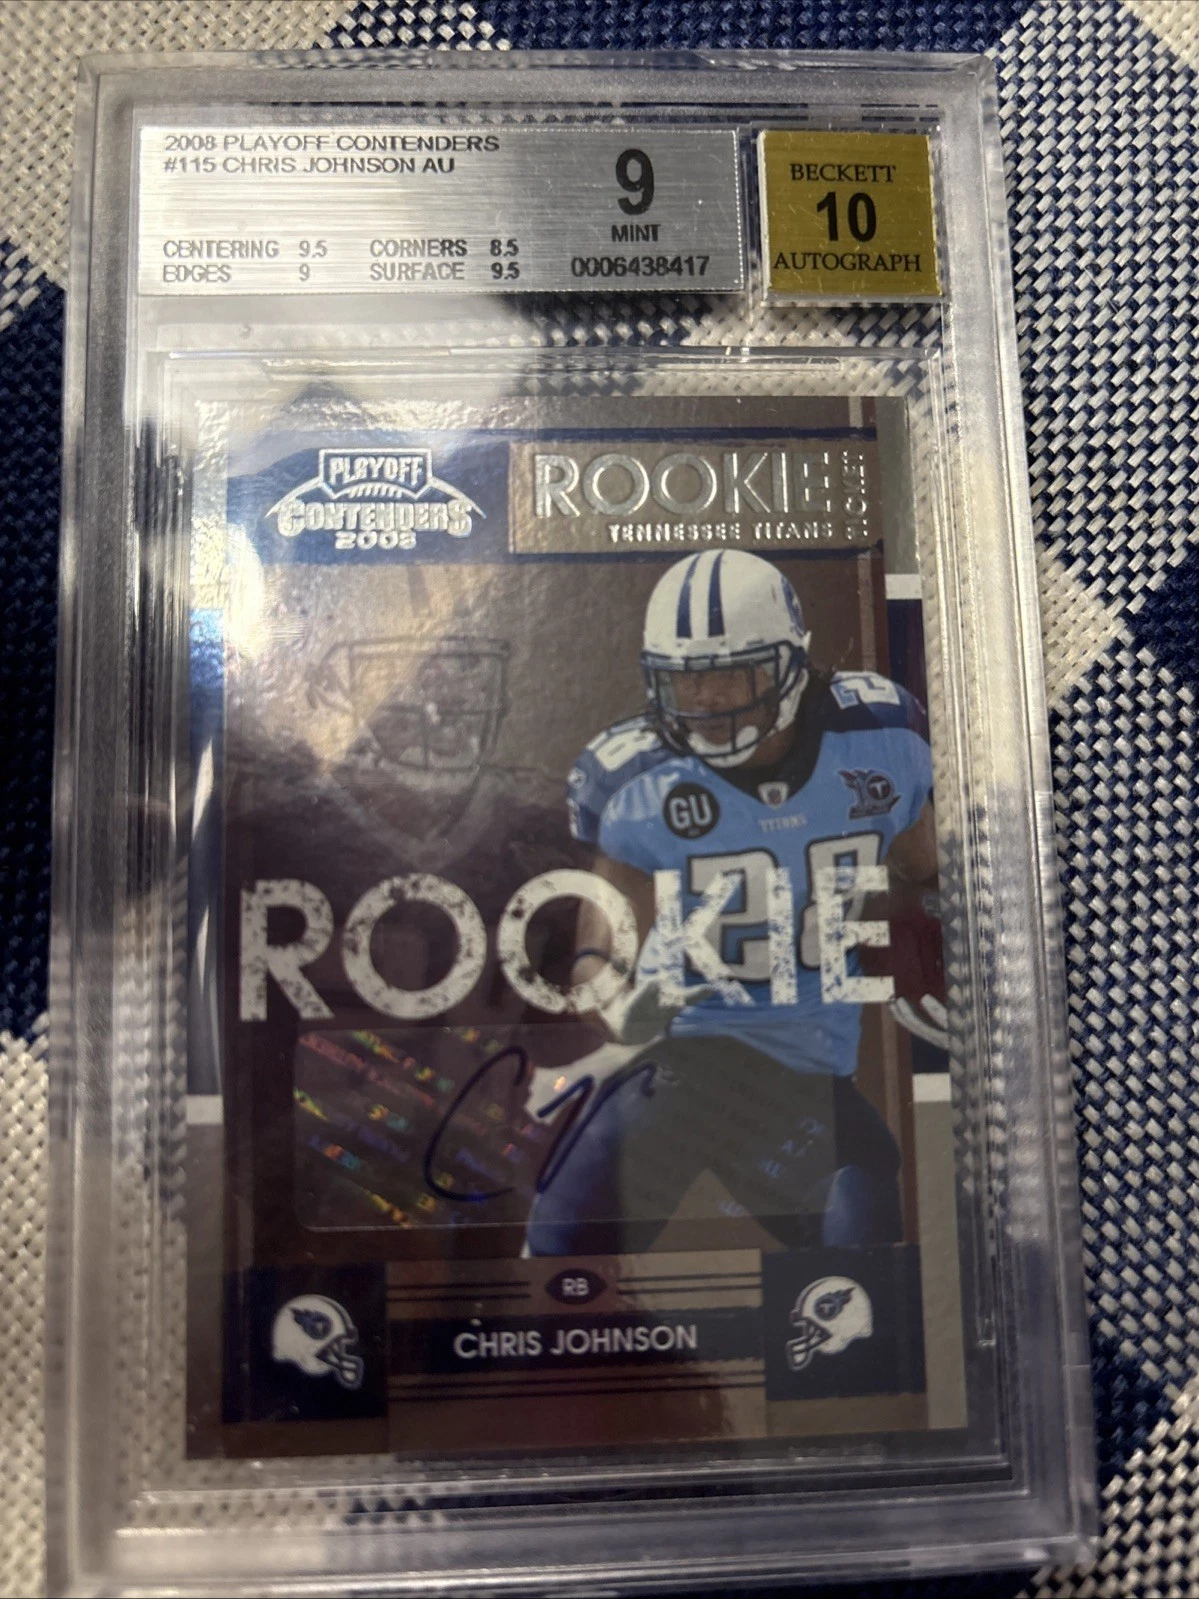 2008 PLAYOFF CONTENDERS
#115 CHRIS JOHNSON AU
CENTERING 9.5 CORNERS 8.5
EDGES 9 SURFACE 9.5
9
MINT
0006438417
BECKETT
10
AUTOGRAPH
PLAYOFF
CONTENDERS
2008
ROOKIE
TICKET
TENNESSEE TITANS
28
GU
TITANS
28
ROOKIE
RB
CHRIS JOHNSON